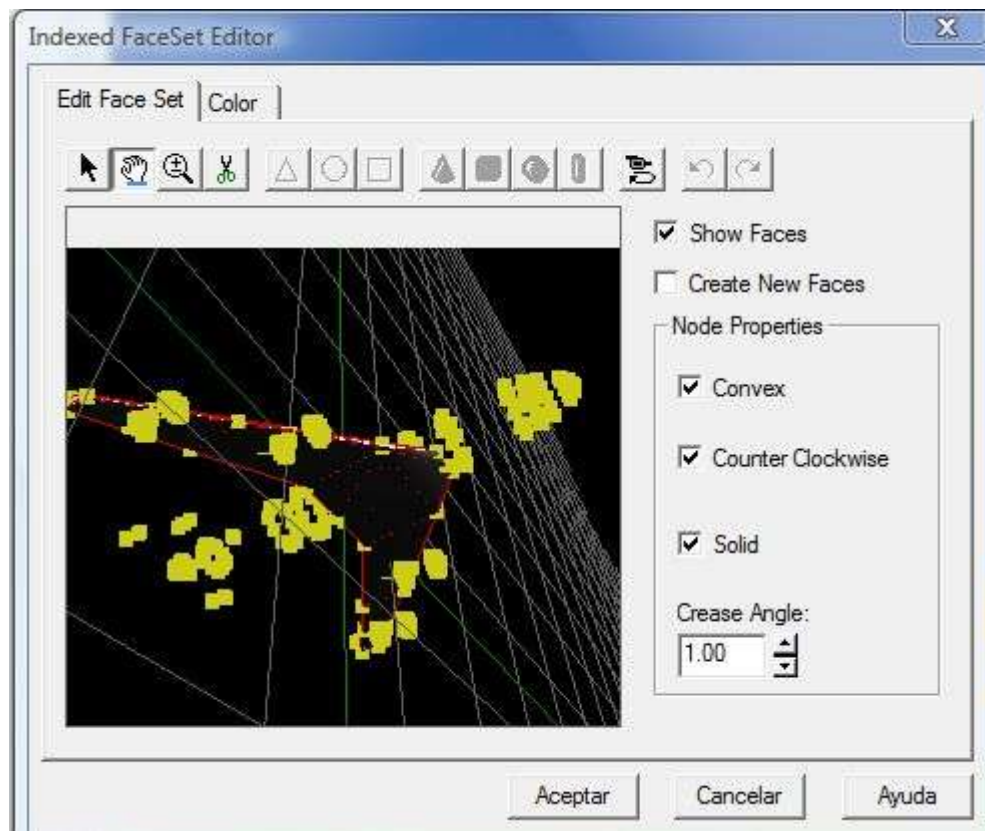 Indexed FaceSet Editor
Edit Face Set
Color
Show Faces
Create New Faces
Node Properties
Convex
Counter Clockwise
Solid
Crease Angle:
1.00
Aceptar
Cancelar
Ayuda